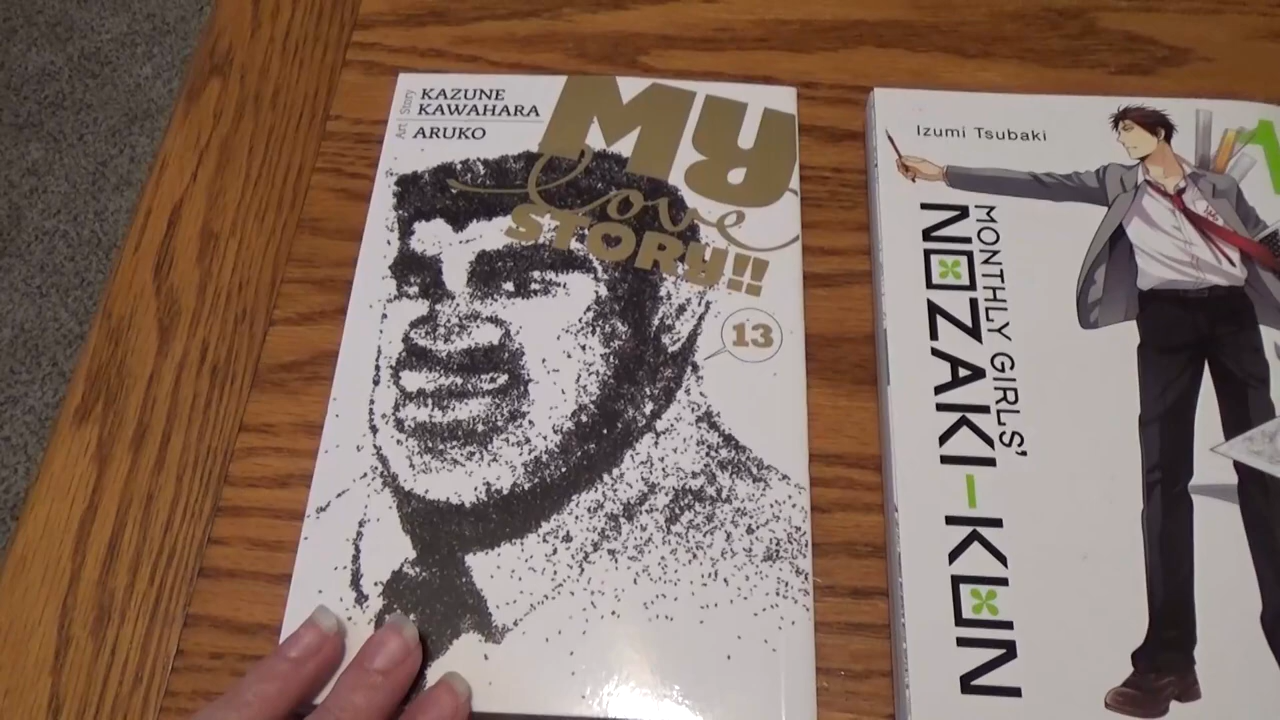 Story KAZUNE
KAWAHARA
Art ARUKO
MY
love
STORY!!
13
Izumi Tsubaki
MONTHLY GIRLS'
NOZAKI-KUN